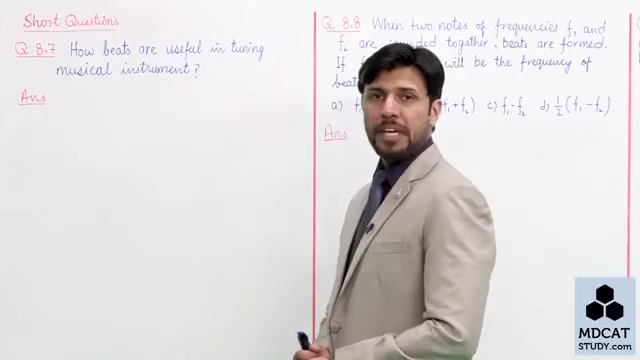 Short Questions
Q 8.7 How beats are useful in tuning
musical instrument ?
Ans
Q 8.8 When two notes of frequencies f₁ and
f₂ are sounded together, beats are formed.
If will be the frequency of
beats
a) f₁ + f₂) c) f₁ - f₂ d) ½ (f₁ - f₂)
Ans
MDCAT
STUDY.com